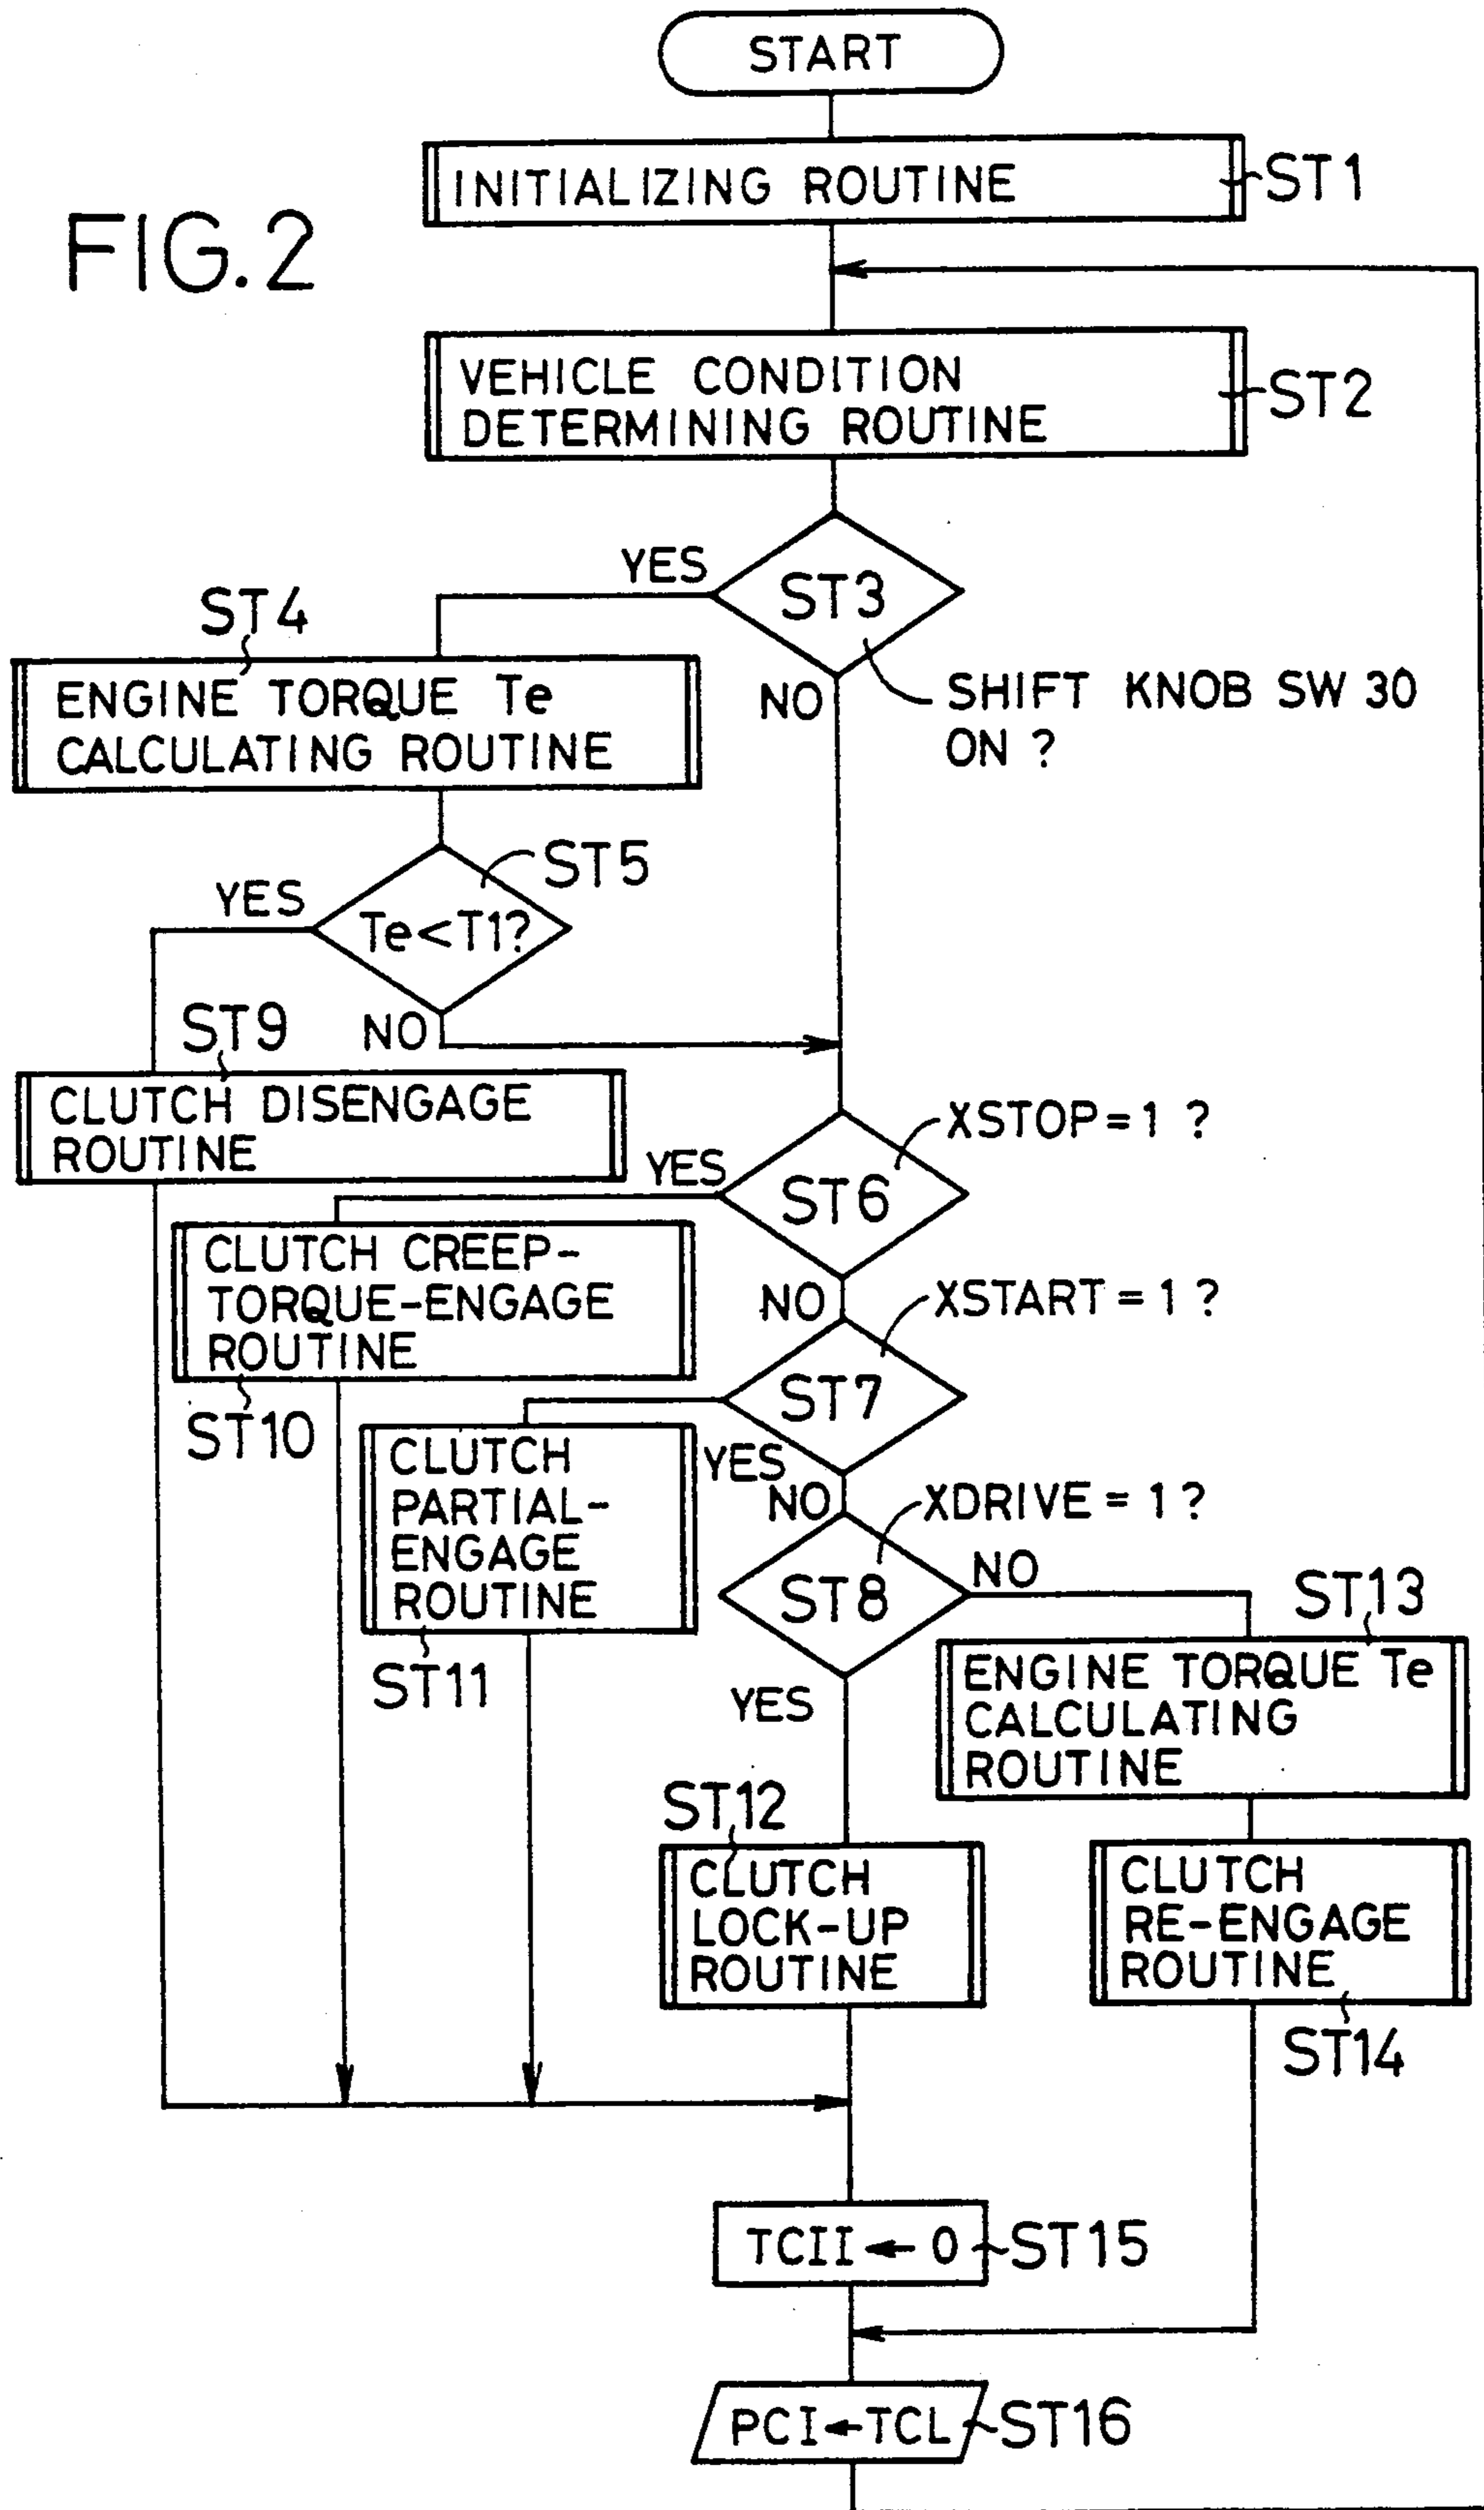 START
INITIALIZING ROUTINE
ST1
FIG.2
VEHICLE CONDITION
DETERMINING ROUTINE
ST2
YES
ST3
NO
SHIFT KNOB SW 30
ON ?
ST4
ENGINE TORQUE Te
CALCULATING ROUTINE
ST5
YES
Te<T1?
NO
ST9
CLUTCH DISENGAGE
ROUTINE
XSTOP=1 ?
YES
ST6
NO
CLUTCH CREEP-
TORQUE-ENGAGE
ROUTINE
ST10
XSTART=1 ?
ST7
YES
NO
CLUTCH
PARTIAL-
ENGAGE
ROUTINE
ST11
XDRIVE=1?
ST8
NO
YES
ST13
ENGINE TORQUE Te
CALCULATING
ROUTINE
ST12
CLUTCH
LOCK-UP
ROUTINE
CLUTCH
RE-ENGAGE
ROUTINE
ST14
TCII←0
ST15
PCI←TCL
ST16